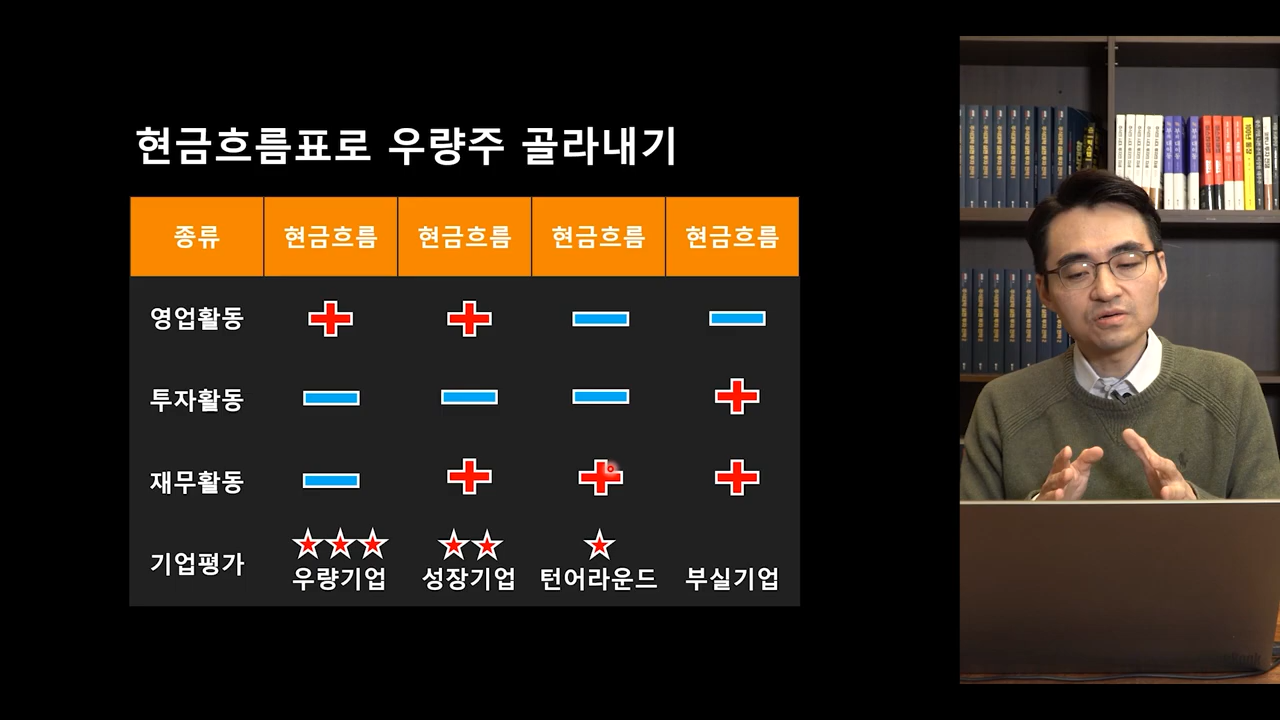 현금흐름표로 우량주 골라내기
종류 현금흐름 현금흐름 현금흐름 현금흐름
영업활동 + + - -
투자활동 - - - +
재무활동 - + + +
기업평가 ★★★ ★★ ★
우량기업 성장기업 턴어라운드 부실기업